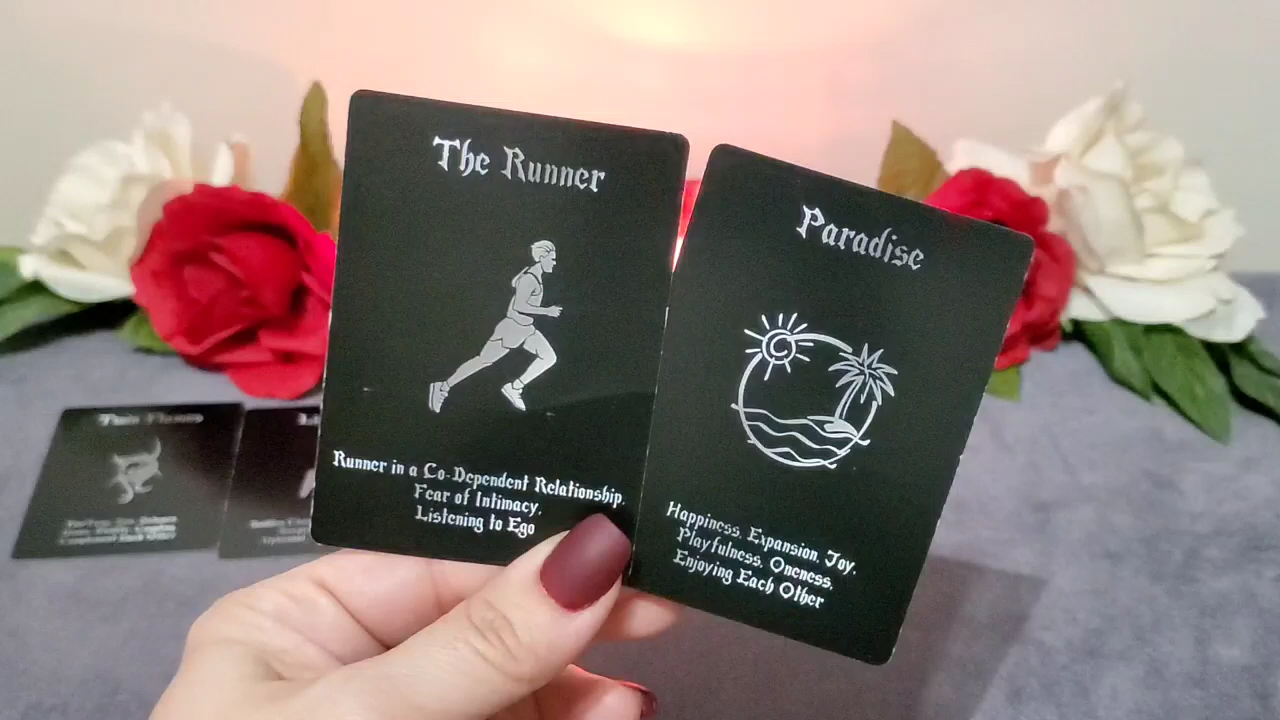 The Runner
Runner in a Co-Dependent Relationship,
Fear of Intimacy,
Listening to Ego
Paradise
Happiness, Expansion, Joy,
Playfulness, Oneness,
Enjoying Each Other
Twin Flames